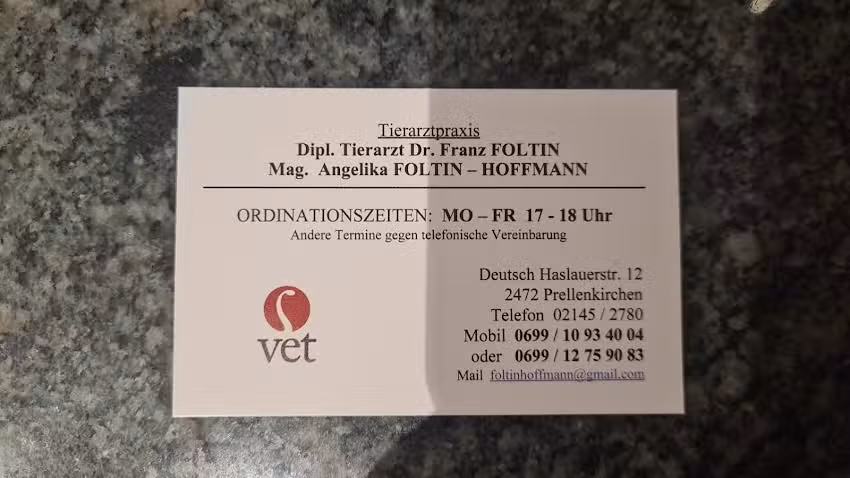 Tierarztpraxis
Dipl. Tierarzt Dr. Franz FOLTIN
Mag. Angelika FOLTIN – HOFFMANN
ORDINATIONSZEITEN: MO – FR 17 - 18 Uhr
Andere Termine gegen telefonische Vereinbarung
Deutsch Haslauerstr. 12
2472 Prellenkirchen
Telefon 02145 / 2780
Mobil 0699 / 10 93 40 04
oder 0699 / 12 75 90 83
Mail foltinhoffmann@gmail.com
vet